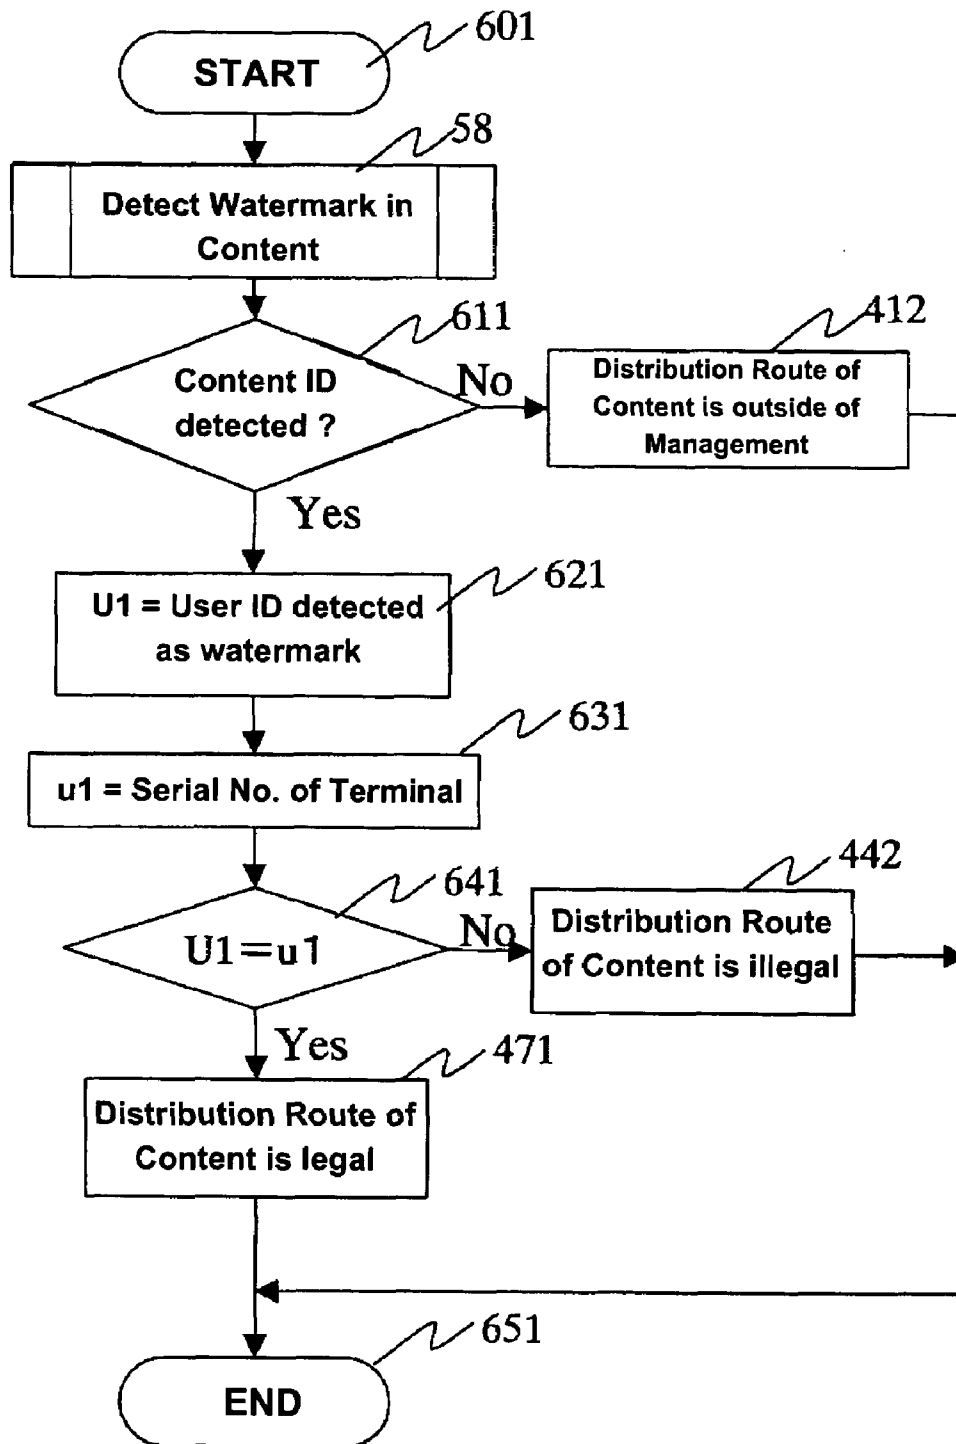 601
START
58
Detect Watermark in
Content
611
Content ID
detected ?
No
412
Distribution Route of
Content is outside of
Management
Yes
621
U1 = User ID detected
as watermark
631
u1 = Serial No. of Terminal
641
U1=u1
No
442
Distribution Route
of Content is illegal
Yes
471
Distribution Route of
Content is legal
651
END